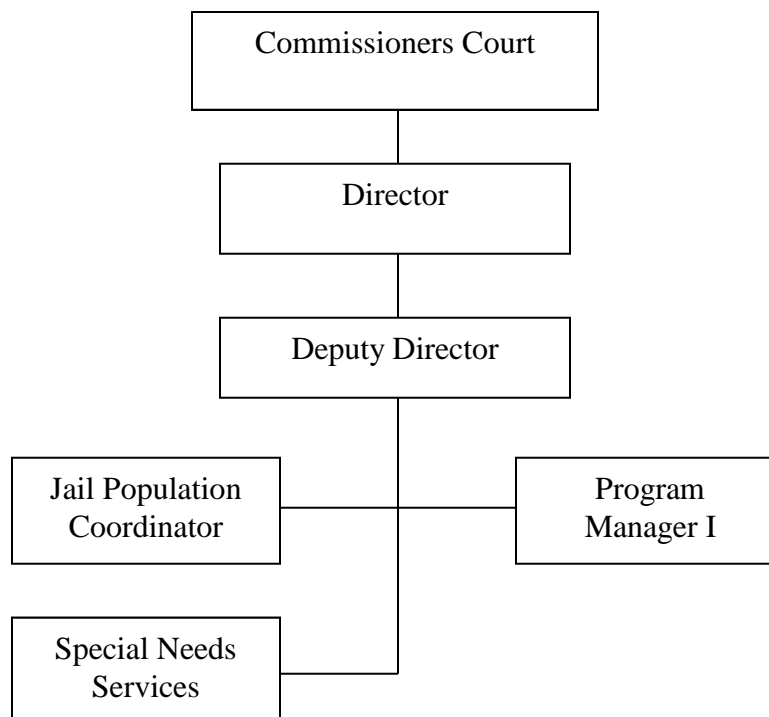 Commissioners Court
Director
Deputy Director
Jail Population
Coordinator
Program
Manager I
Special Needs
Services